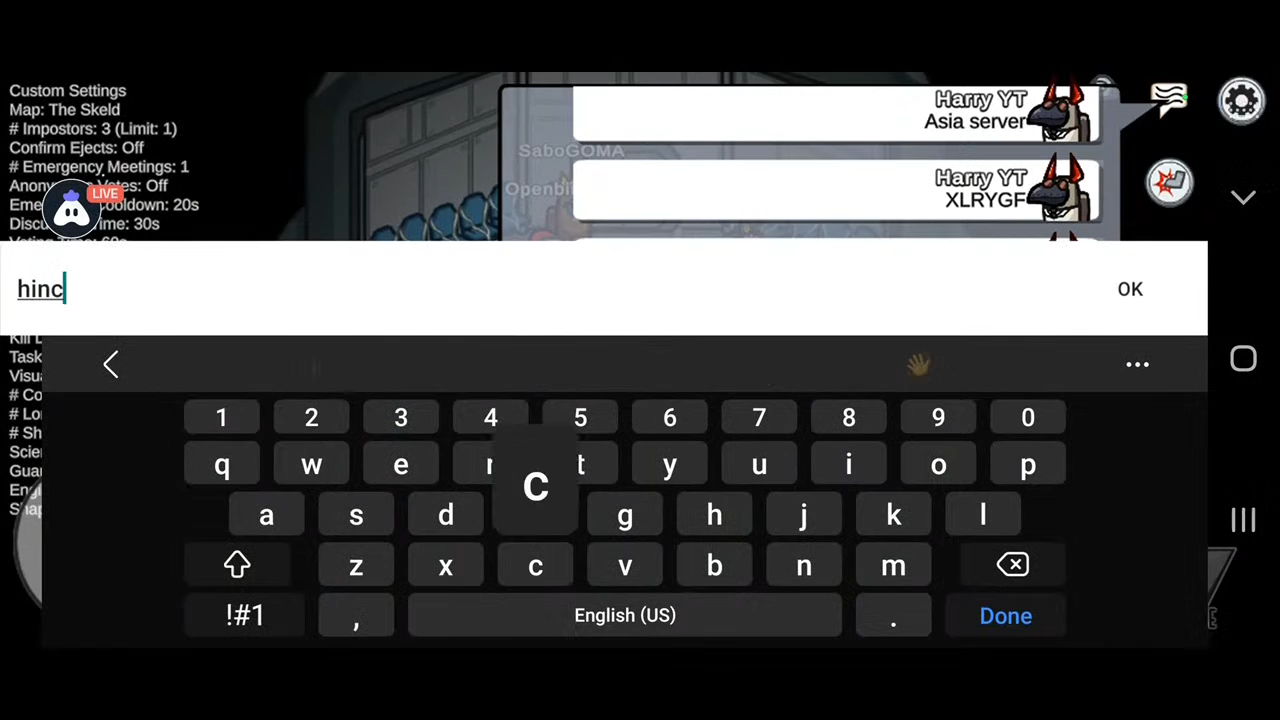 Custom Settings
Map: The Skeld
# Impostors: 3 (Limit: 1)
Confirm Ejects: Off
# Emergency Meetings: 1
Votes: Off
LIVE
cooldown: 20s
30s
Harry YT
Asia server
SaboGOMA
Harry YT
XLRYGF
hinc
OK
1 2 3 4 5 6 7 8 9 0
q w e r t y u i o p
C
a s d g h j k l
z x c v b n m
!#1 , English (US) . Done